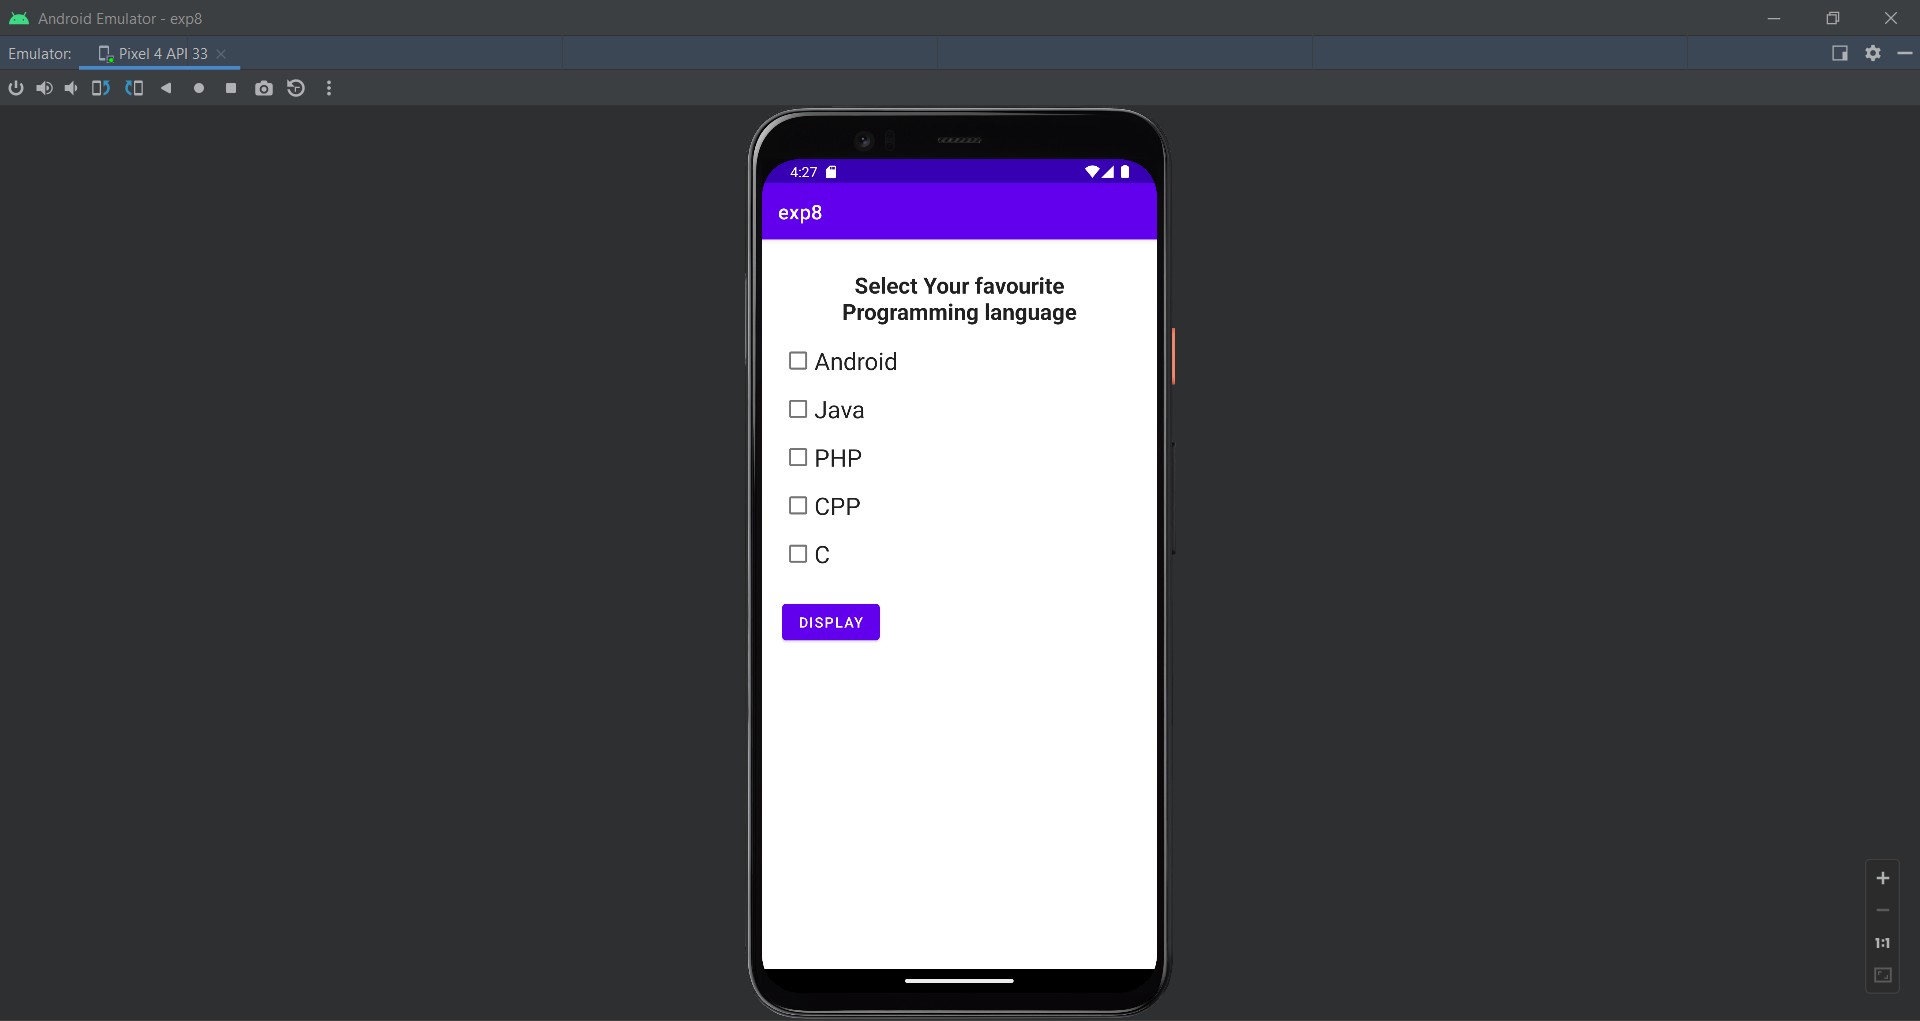 Android Emulator - exp8
Emulator: Pixel 4 API 33
4:27
exp8
Select Your favourite
Programming language
Android
Java
PHP
CPP
C
DISPLAY
1:1